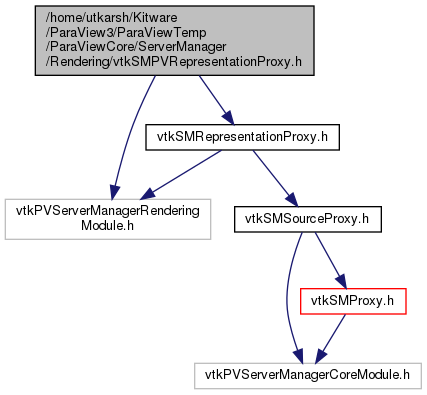 /home/utkarsh/Kitware
/ParaView3/ParaViewTemp
/ParaViewCore/ServerManager
/Rendering/vtkSMPVRepresentationProxy.h
vtkSMRepresentationProxy.h
vtkPVServerManagerRendering
Module.h
vtkSMSourceProxy.h
vtkSMProxy.h
vtkPVServerManagerCoreModule.h